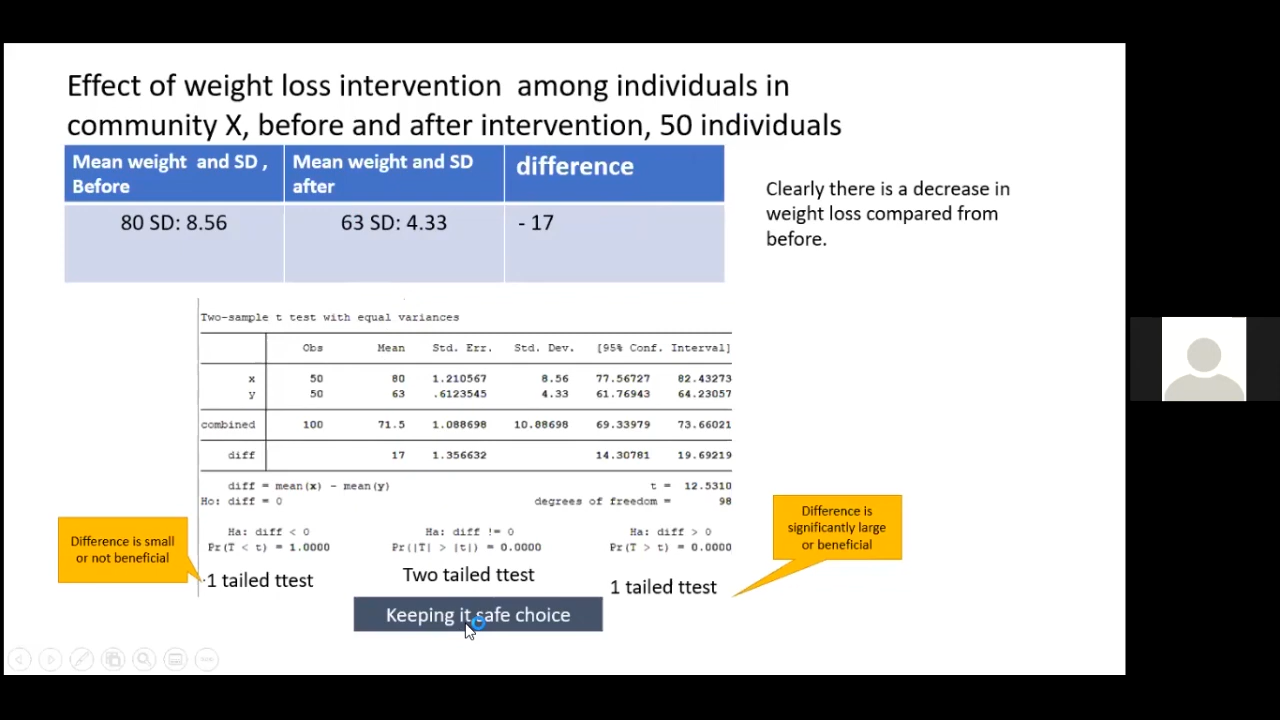 Effect of weight loss intervention  among individuals in
community X, before and after intervention, 50 individuals
Mean weight  and SD ,
Before
Mean weight and SD
after
difference
80 SD: 8.56
63 SD: 4.33
- 17
Clearly there is a decrease in
weight loss compared from
before.
Two-sample t test with equal variances
Obs Mean Std. Err. Std. Dev. [95% Conf. Interval]
x 50 80 1.210567 8.56 77.56727 82.43273
y 50 63 .6123545 4.33 61.76943 64.23057
combined 100 71.5 1.088698 10.88698 69.33979 73.66021
diff 17 1.356632 14.30781 19.69219
diff = mean(x) - mean(y) t = 12.5310
Ho: diff = 0 degrees of freedom = 98
Ha: diff < 0 Ha: diff != 0 Ha: diff > 0
Pr(T < t) = 1.0000 Pr(|T| > |t|) = 0.0000 Pr(T > t) = 0.0000
Difference is small
or not beneficial
Difference is
significantly large
or beneficial
1 tailed ttest
Two tailed ttest
1 tailed ttest
Keeping it safe choice